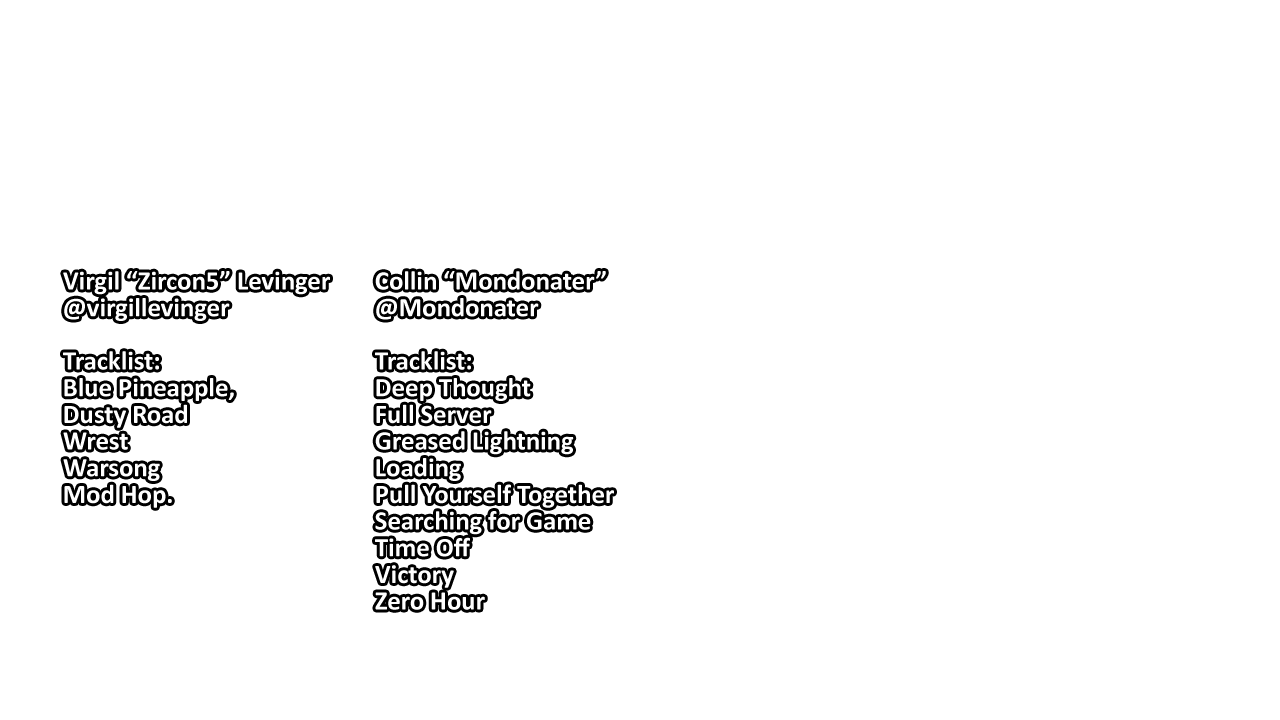 Virgil “Zircon5” Levinger
@virgillevinger
Tracklist:
Blue Pineapple,
Dusty Road
Wrest
Warsong
Mod Hop.
Collin “Mondonater”
@Mondonater
Tracklist:
Deep Thought
Full Server
Greased Lightning
Loading
Pull Yourself Together
Searching for Game
Time Off
Victory
Zero Hour